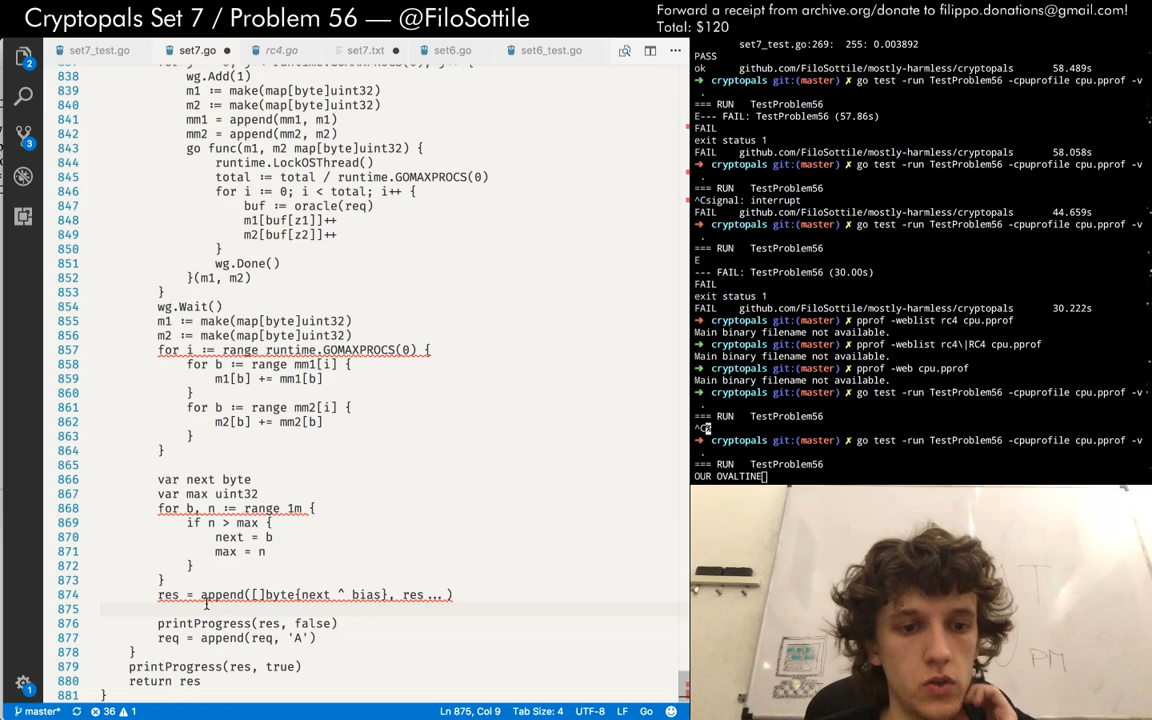 Cryptopals Set 7 / Problem 56 — @FiloSottile
Forward a receipt from archive.org/donate to filippo.donations@gmail.com!
Total: $120
set7_test.go
set7.go
rc4.go
set7.txt
set6.go
set6_test.go
838 wg.Add(1)
839 m1 := make(map[byte]uint32)
840 m2 := make(map[byte]uint32)
841 mm1 = append(mm1, m1)
842 mm2 = append(mm2, m2)
843 go func(m1, m2 map[byte]uint32) {
844 runtime.LockOSThread()
845 total := total / runtime.GOMAXPROCS(0)
846 for i := 0; i < total; i++ {
847 buf := oracle(req)
848 m1[buf[z1]]++
849 m2[buf[z2]]++
850 }
851 wg.Done()
852 }(m1, m2)
853 }
854 wg.Wait()
855 m1 := make(map[byte]uint32)
856 m2 := make(map[byte]uint32)
857 for i := range runtime.GOMAXPROCS(0) {
858 for b := range mm1[i] {
859 m1[b] += mm1[b]
860 }
861 for b := range mm2[i] {
862 m2[b] += mm2[b]
863 }
864 }
865
866 var next byte
867 var max uint32
868 for b, n := range 1m {
869 if n > max {
870 next = b
871 max = n
872 }
873 }
874 res = append([]byte{next ^ bias}, res...)
875
876 printProgress(res, false)
877 req = append(req, 'A')
878 }
879 printProgress(res, true)
880 return res
881 }
master*
36
1
Ln 875, Col 9
Tab Size: 4
UTF-8
LF
Go
2
3
1
set7_test.go:269: 255: 0.003892
PASS
ok github.com/FiloSottile/mostly-harmless/cryptopals 58.489s
➜ cryptopals git:(master) ✗ go test -run TestProblem56 -cpuprofile cpu.pprof -v
.
=== RUN TestProblem56
E--- FAIL: TestProblem56 (57.86s)
FAIL
exit status 1
FAIL github.com/FiloSottile/mostly-harmless/cryptopals 58.058s
➜ cryptopals git:(master) ✗ go test -run TestProblem56 -cpuprofile cpu.pprof -v
.
=== RUN TestProblem56
^Csignal: interrupt
FAIL github.com/FiloSottile/mostly-harmless/cryptopals 44.659s
➜ cryptopals git:(master) ✗ go test -run TestProblem56 -cpuprofile cpu.pprof -v
.
=== RUN TestProblem56
E
--- FAIL: TestProblem56 (30.00s)
FAIL
exit status 1
FAIL github.com/FiloSottile/mostly-harmless/cryptopals 30.222s
➜ cryptopals git:(master) ✗ pprof -weblist rc4 cpu.pprof
Main binary filename not available.
➜ cryptopals git:(master) ✗ pprof -weblist rc4\|RC4 cpu.pprof
Main binary filename not available.
➜ cryptopals git:(master) ✗ pprof -web cpu.pprof
Main binary filename not available.
➜ cryptopals git:(master) ✗ go test -run TestProblem56 -cpuprofile cpu.pprof -v
.
=== RUN TestProblem56
^C
➜ cryptopals git:(master) ✗ go test -run TestProblem56 -cpuprofile cpu.pprof -v
.
=== RUN TestProblem56
OUR OVALTINE
PM